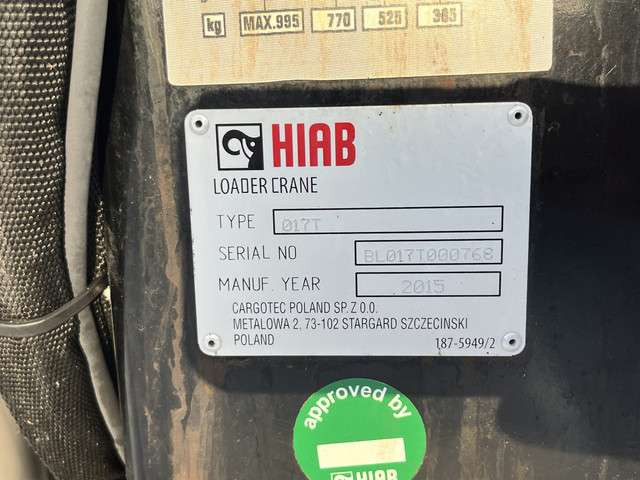 kg MAX.995 770 525 365
HIAB
LOADER CRANE
TYPE 017T
SERIAL NO BL017T000768
MANUF. YEAR 2015
CARGOTEC POLAND SP. Z O.O.
METALOWA 2. 73-102 STARGARD SZCZECINSKI
POLAND
187-5949/2
approved by
HIAB